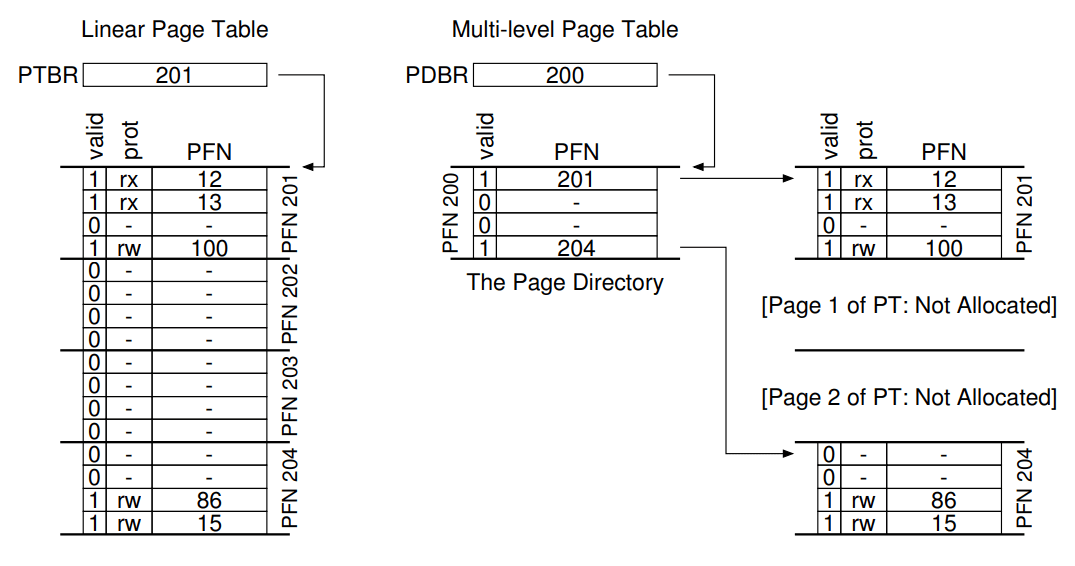 Linear Page Table
PTBR 201
valid prot PFN
1 rx 12
1 rx 13
0 - -
1 rw 100
PFN 201
0 - -
0 - -
0 - -
0 - -
PFN 202
0 - -
0 - -
0 - -
0 - -
PFN 203
0 - -
0 - -
1 rw 86
1 rw 15
PFN 204
Multi-level Page Table
PDBR 200
valid PFN
PFN 200
1 201
0 -
0 -
1 204
The Page Directory
valid prot PFN
1 rx 12
1 rx 13
0 - -
1 rw 100
PFN 201
[Page 1 of PT: Not Allocated]
[Page 2 of PT: Not Allocated]
0 - -
0 - -
1 rw 86
1 rw 15
PFN 204